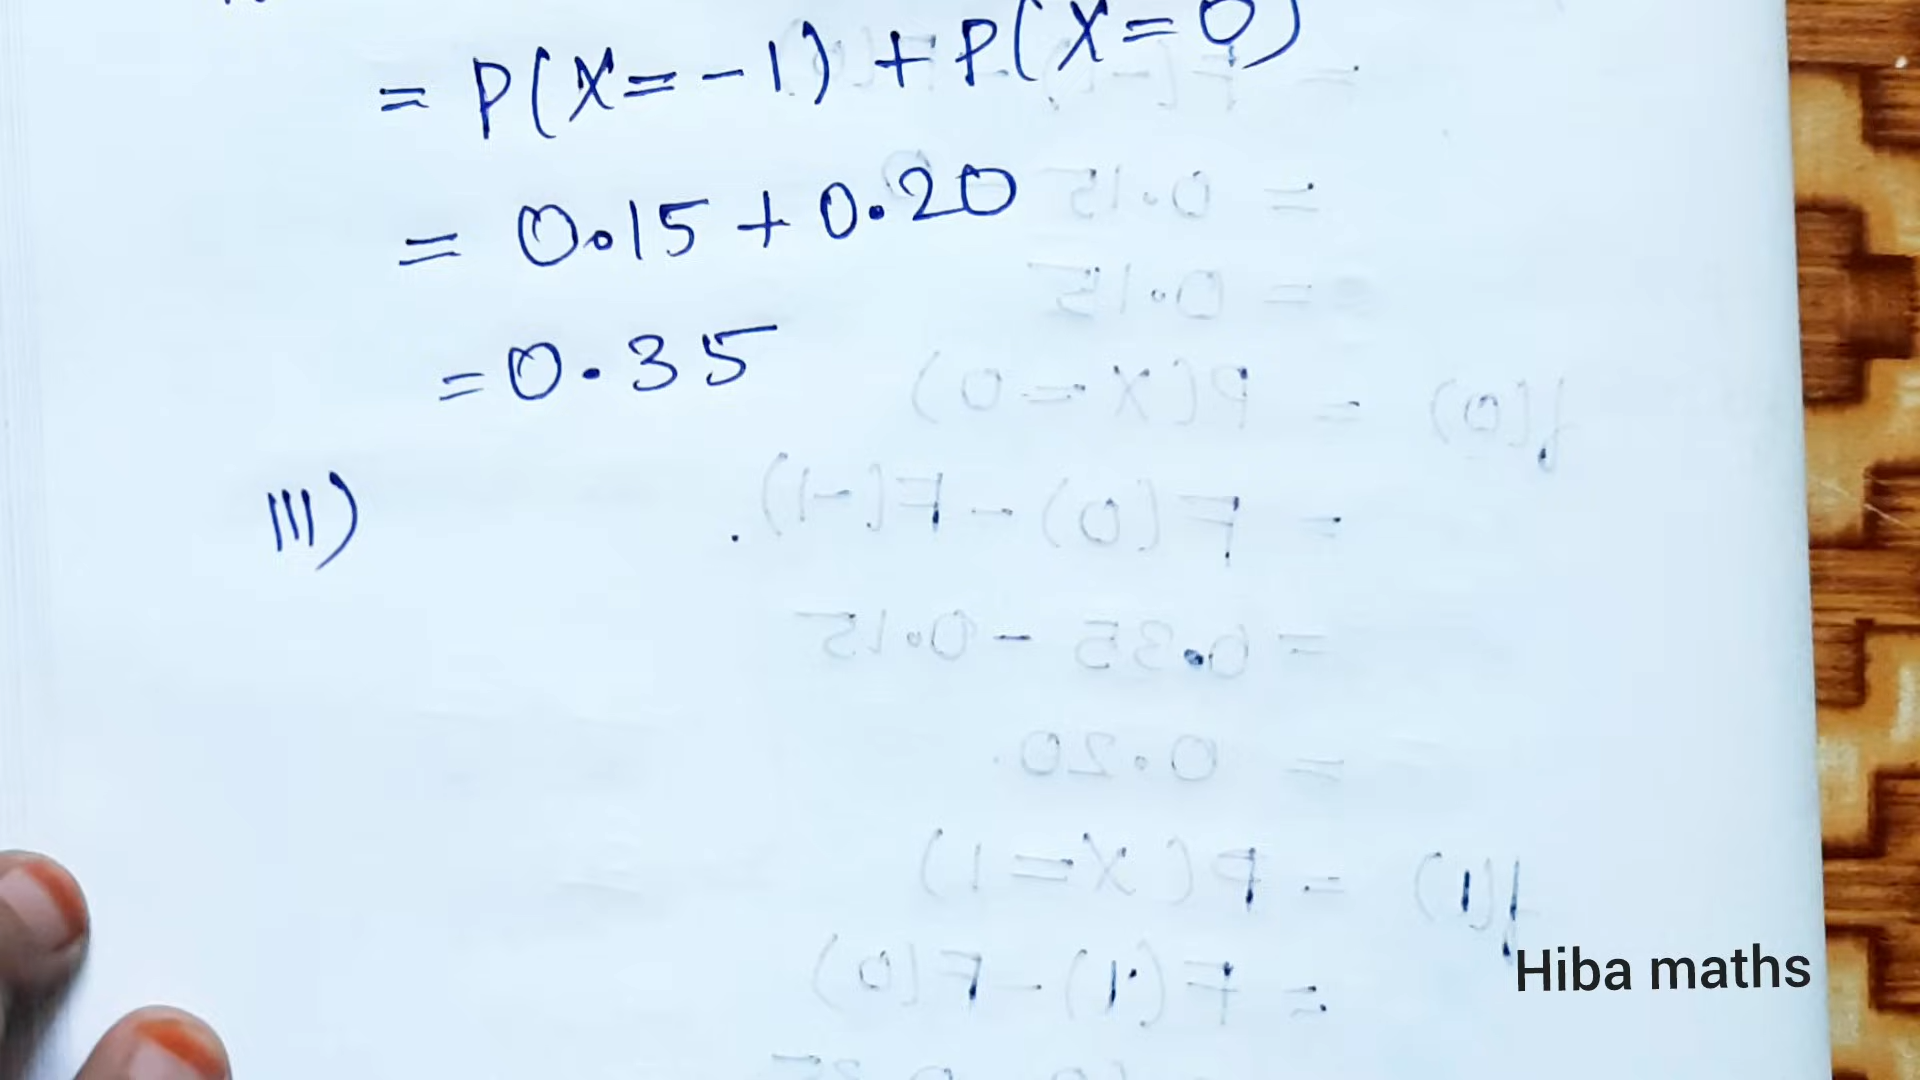 = P(X=-1) + P(X=0)
= 0.15 + 0.20
= 0.35
III)
Hiba maths